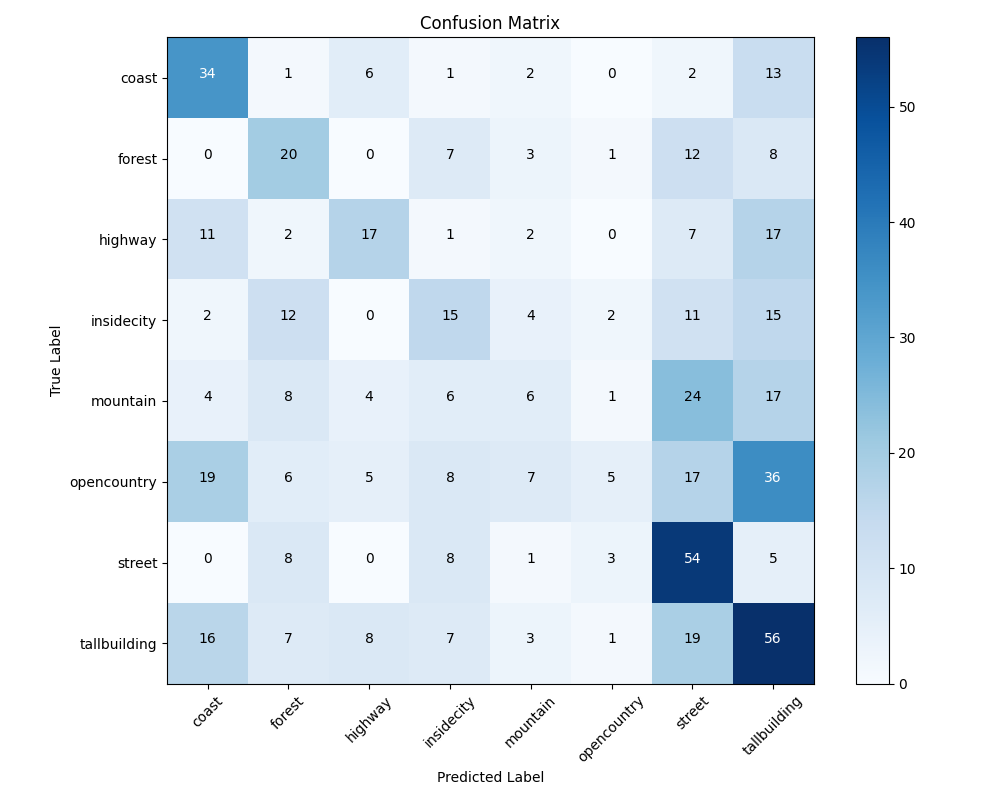 Confusion Matrix
coast 34 1 6 1 2 0 2 13
forest 0 20 0 7 3 1 12 8
highway 11 2 17 1 2 0 7 17
insidecity 2 12 0 15 4 2 11 15
mountain 4 8 4 6 6 1 24 17
opencountry 19 6 5 8 7 5 17 36
street 0 8 0 8 1 3 54 5
tallbuilding 16 7 8 7 3 1 19 56
coast forest highway insidecity mountain opencountry street tallbuilding
Predicted Label
True Label
50
40
30
20
10
0